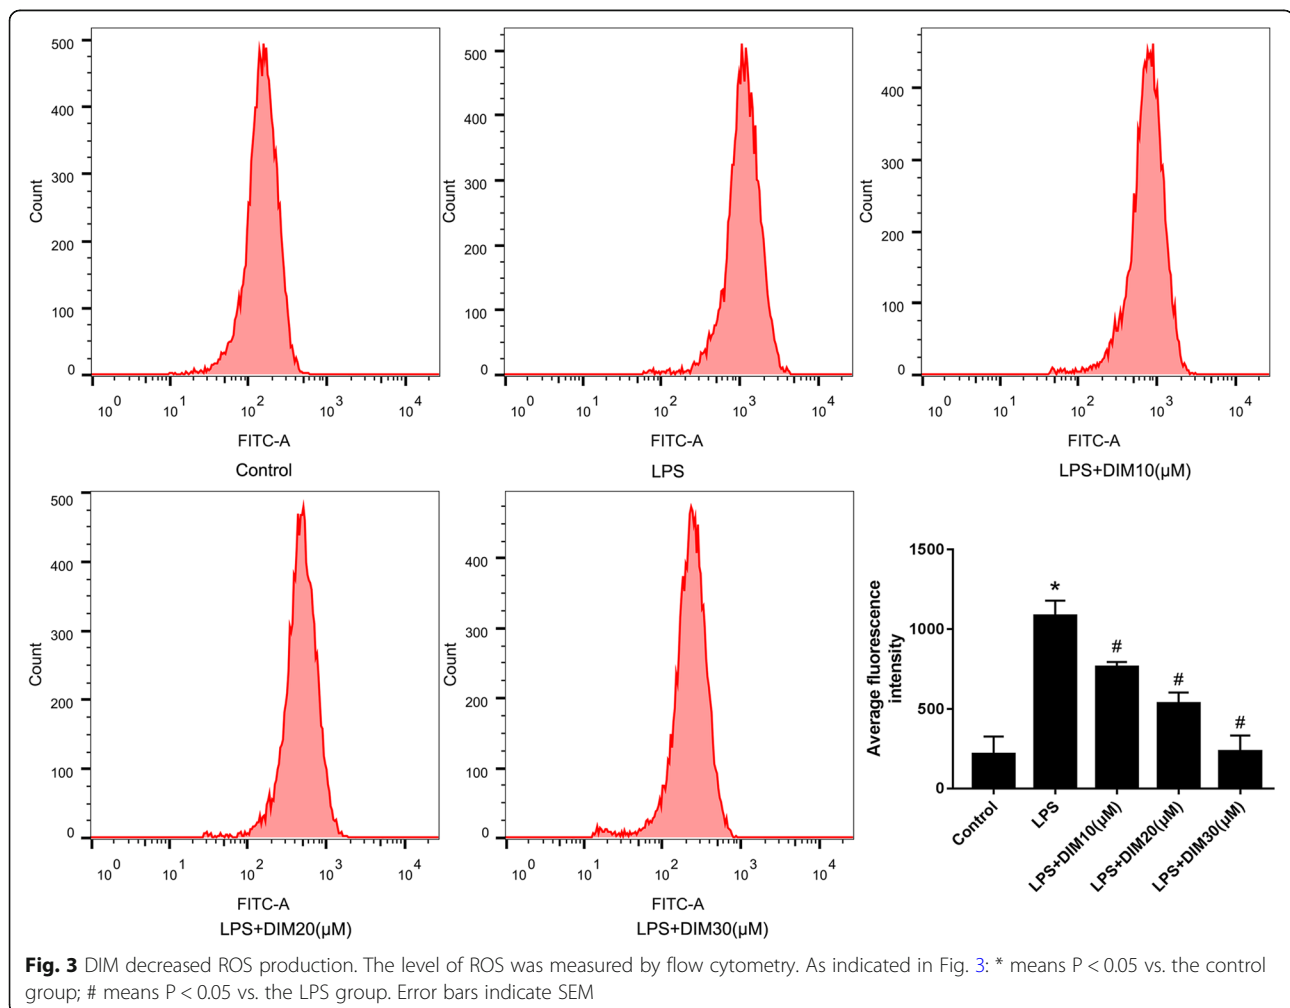 500
400
300
200
100
0
Count
10^0 10^1 10^2 10^3 10^4
FITC-A
Control
500
400
300
200
100
0
Count
10^0 10^1 10^2 10^3 10^4
FITC-A
LPS
400
300
200
100
0
Count
10^0 10^1 10^2 10^3 10^4
FITC-A
LPS+DIM10(μM)
500
400
300
200
100
0
Count
10^0 10^1 10^2 10^3 10^4
FITC-A
LPS+DIM20(μM)
400
300
200
100
0
Count
10^0 10^1 10^2 10^3 10^4
FITC-A
LPS+DIM30(μM)
1500
1000
500
0
Average fluorescence
intensity
*
#
#
#
Control
LPS
LPS+DIM10(μM)
LPS+DIM20(μM)
LPS+DIM30(μM)
Fig. 3 DIM decreased ROS production. The level of ROS was measured by flow cytometry. As indicated in Fig. 3: * means P < 0.05 vs. the control
group; # means P < 0.05 vs. the LPS group. Error bars indicate SEM